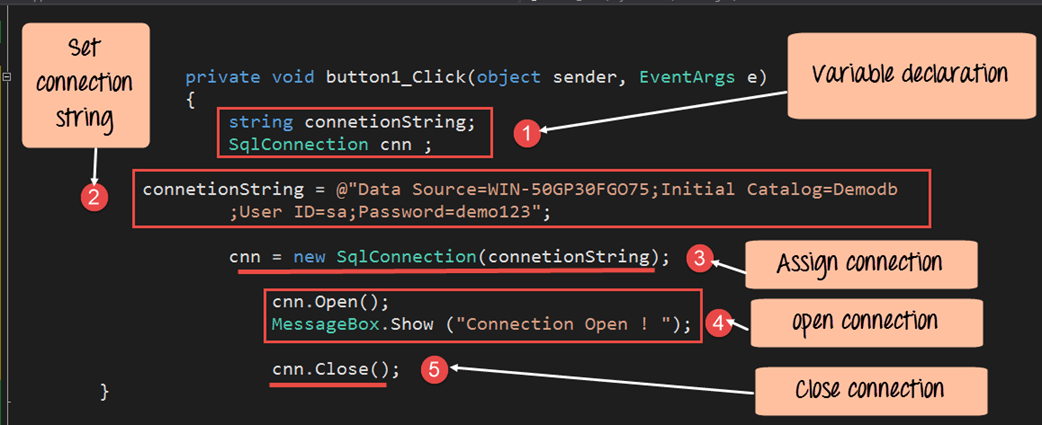 Set
connection
string
private void button1_Click(object sender, EventArgs e)
Variable declaration
{
string connetionString;
SqlConnection cnn ;
1
2
connetionString = @"Data Source=WIN-50GP30FGO75;Initial Catalog=Demodb
;User ID=sa;Password=demo123";
cnn = new SqlConnection(connetionString);
3
Assign connection
cnn.Open();
MessageBox.Show ("Connection Open ! ");
4
open connection
cnn.Close();
5
Close connection
}